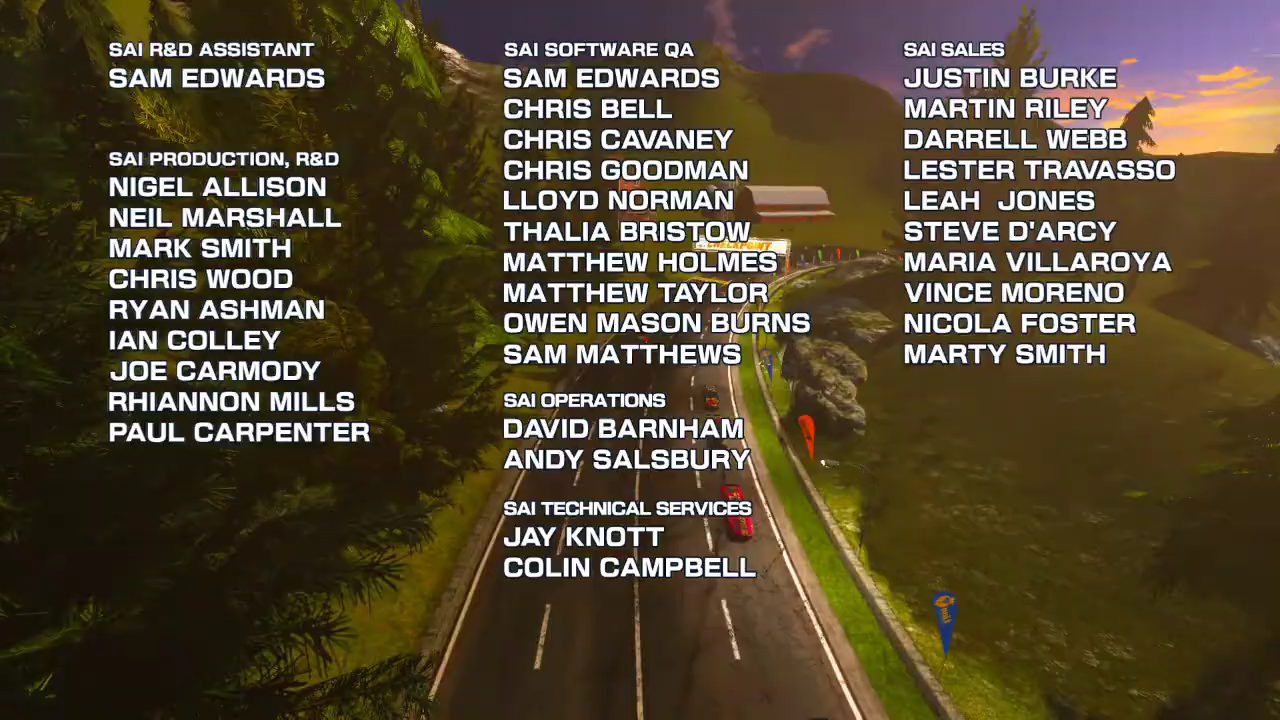 SAI R&D ASSISTANT
SAM EDWARDS
SAI PRODUCTION, R&D
NIGEL ALLISON
NEIL MARSHALL
MARK SMITH
CHRIS WOOD
RYAN ASHMAN
IAN COLLEY
JOE CARMODY
RHIANNON MILLS
PAUL CARPENTER
SAI SOFTWARE QA
SAM EDWARDS
CHRIS BELL
CHRIS CAVANEY
CHRIS GOODMAN
LLOYD NORMAN
THALIA BRISTOW
MATTHEW HOLMES
MATTHEW TAYLOR
OWEN MASON BURNS
SAM MATTHEWS
SAI OPERATIONS
DAVID BARNHAM
ANDY SALSBURY
SAI TECHNICAL SERVICES
JAY KNOTT
COLIN CAMPBELL
SAI SALES
JUSTIN BURKE
MARTIN RILEY
DARRELL WEBB
LESTER TRAVASSO
LEAH  JONES
STEVE D'ARCY
MARIA VILLAROYA
VINCE MORENO
NICOLA FOSTER
MARTY SMITH
CHECKPOINT